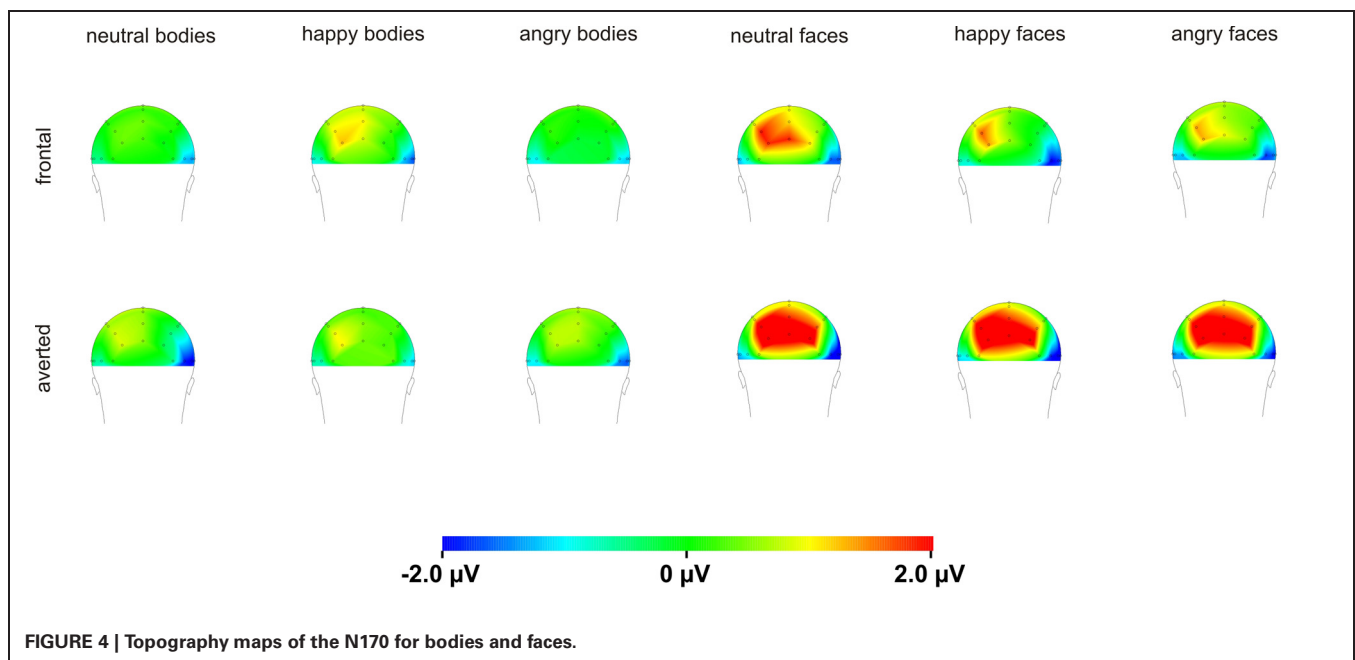 neutral bodies happy bodies angry bodies neutral faces happy faces angry faces
frontal
averted
-2.0 µV 0 µV 2.0 µV
FIGURE 4 | Topography maps of the N170 for bodies and faces.